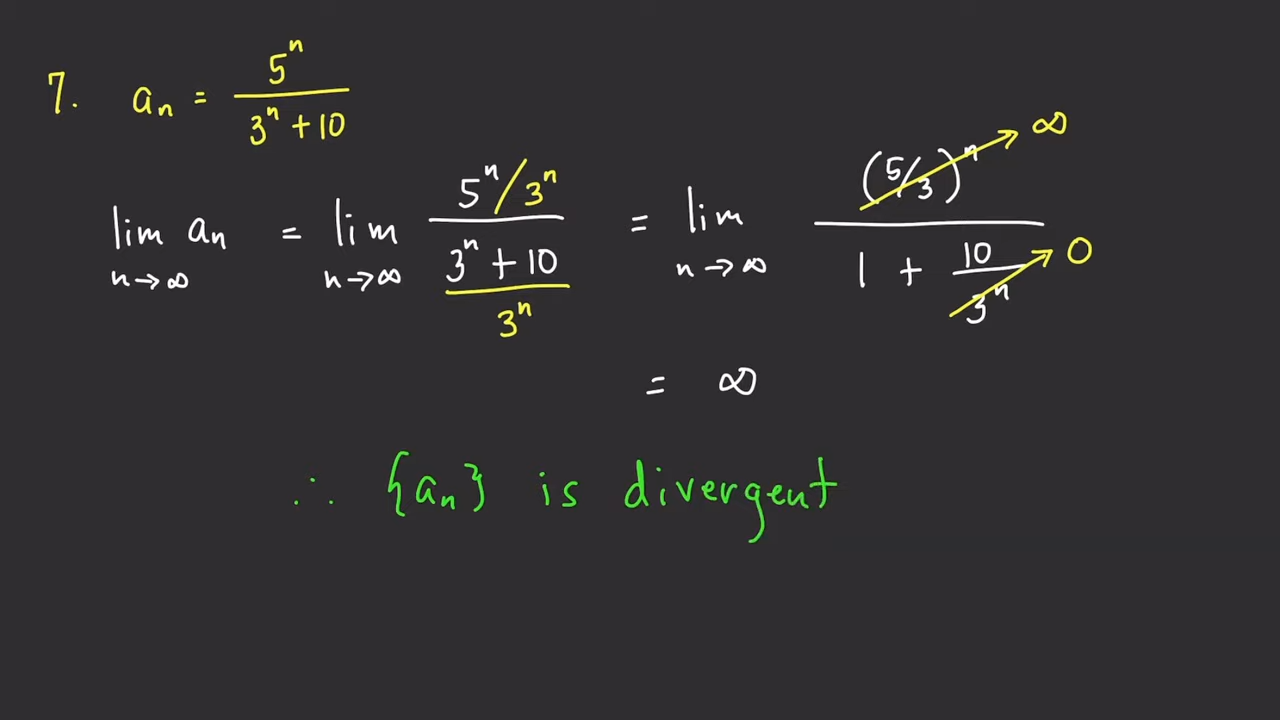 7. aₙ = 5ⁿ / (3ⁿ + 10)
lim n→∞ aₙ = lim n→∞ (5ⁿ/3ⁿ) / ((3ⁿ + 10)/3ⁿ) = lim n→∞ (5/3)ⁿ → ∞ / (1 + 10/3ⁿ → 0)
= ∞
∴ {aₙ} is divergent